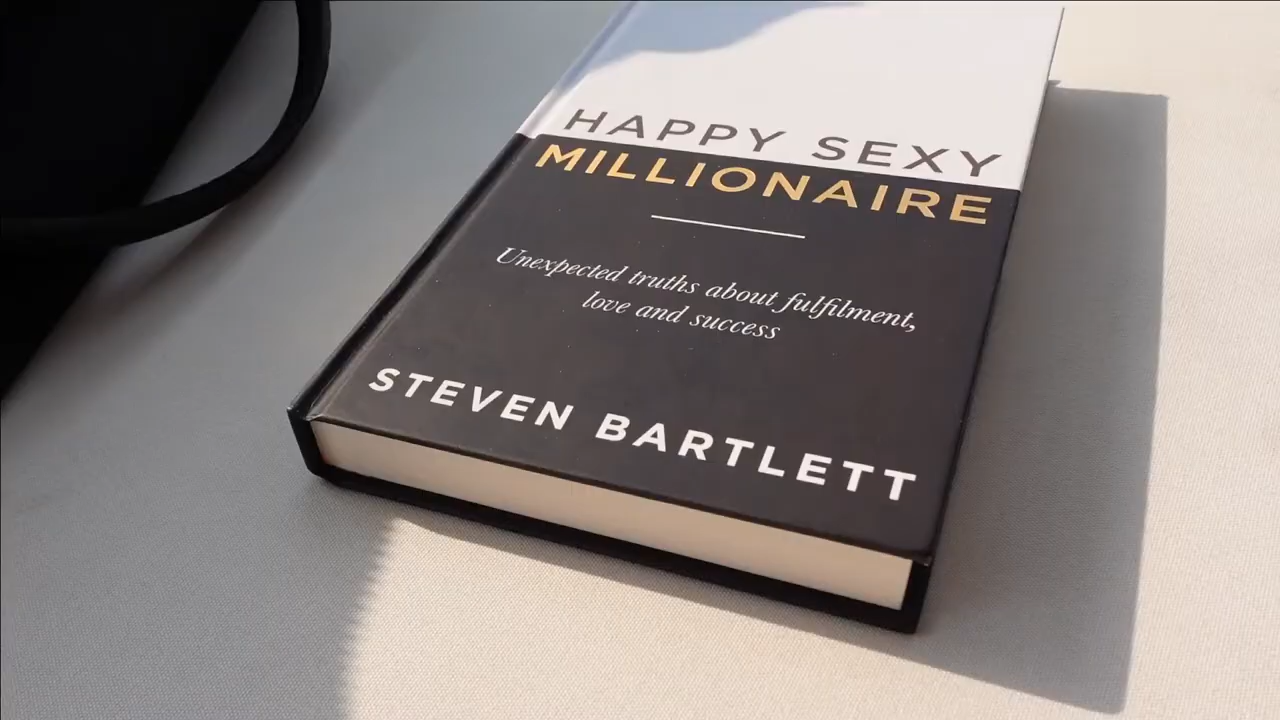 HAPPY SEXY
MILLIONAIRE
Unexpected truths about fulfilment,
love and success
STEVEN BARTLETT